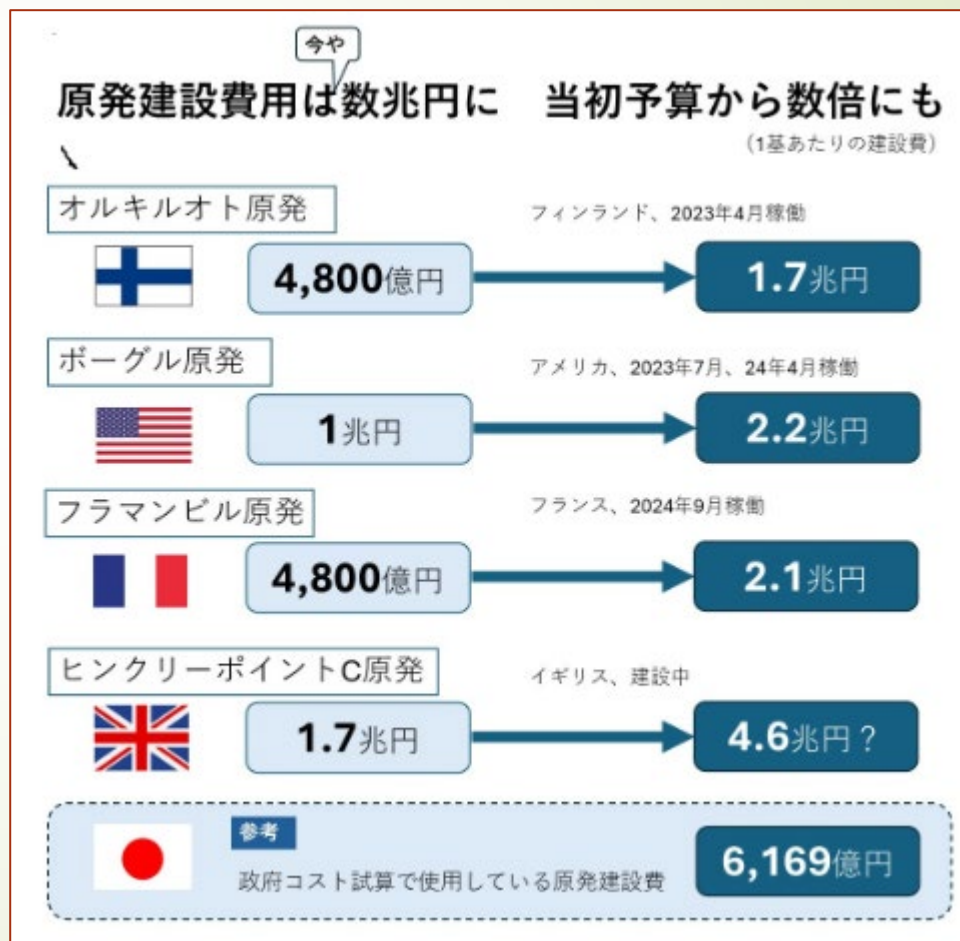 今や
原発建設費用は数兆円に 当初予算から数倍にも
(1基あたりの建設費)
オルキルオト原発
フィンランド、2023年4月稼働
4,800億円
1.7兆円
ボーグル原発
アメリカ、2023年7月、24年4月稼働
1兆円
2.2兆円
フラマンビル原発
フランス、2024年9月稼働
4,800億円
2.1兆円
ヒンクリーポイントC原発
イギリス、建設中
1.7兆円
4.6兆円？
参考
政府コスト試算で使用している原発建設費
6,169億円